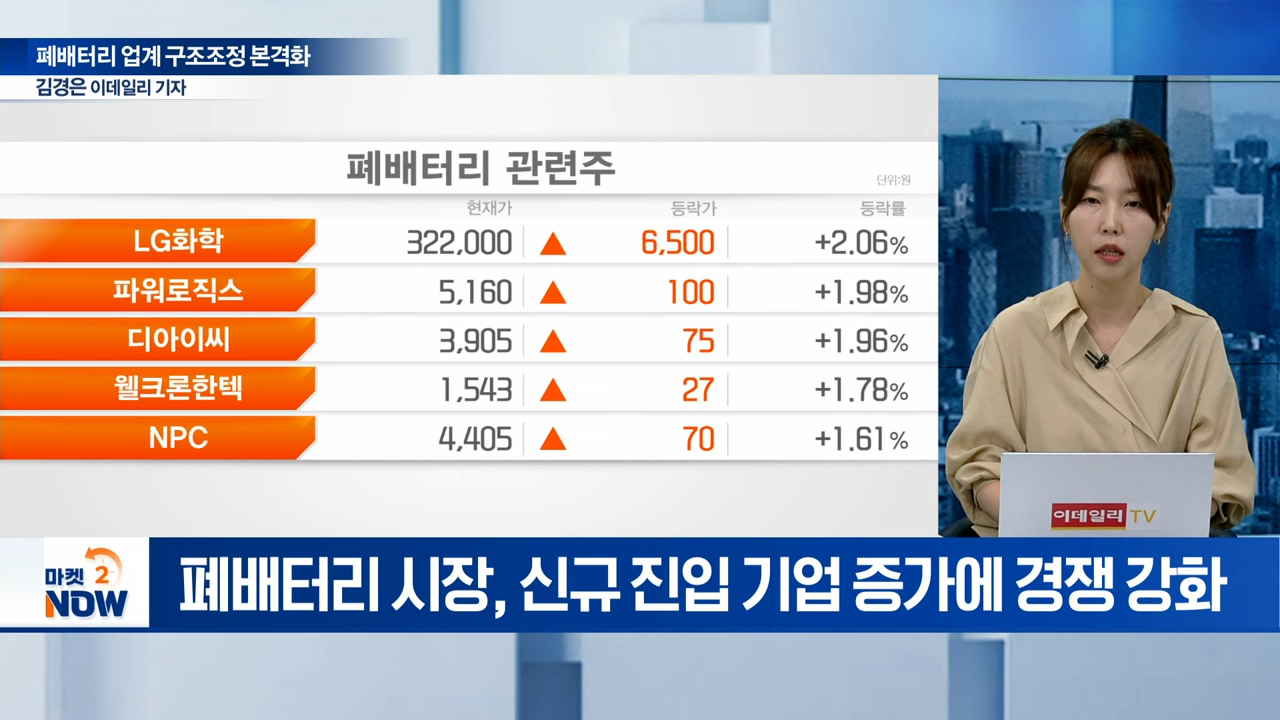 폐배터리 업계 구조조정 본격화
김경은 이데일리 기자
폐배터리 관련주
단위:원
현재가 등락가 등락률
LG화학 322,000 ▲ 6,500 +2.06%
파워로직스 5,160 ▲ 100 +1.98%
디아이씨 3,905 ▲ 75 +1.96%
웰크론한텍 1,543 ▲ 27 +1.78%
NPC 4,405 ▲ 70 +1.61%
이데일리 TV
마켓 2
NOW
폐배터리 시장, 신규 진입 기업 증가에 경쟁 강화